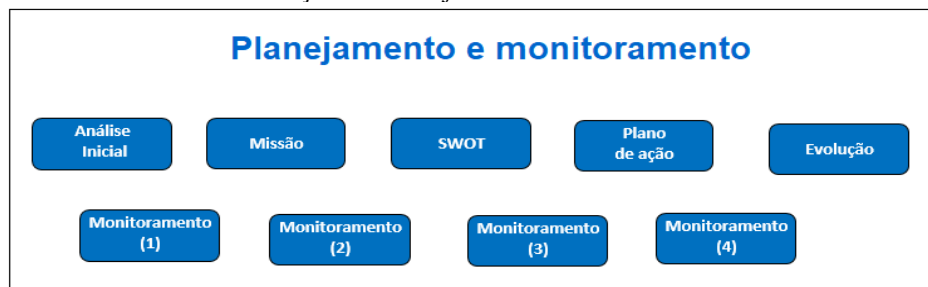 Planejamento e monitoramento
Análise
Inicial
Missão
SWOT
Plano
de ação
Evolução
Monitoramento
(1)
Monitoramento
(2)
Monitoramento
(3)
Monitoramento
(4)